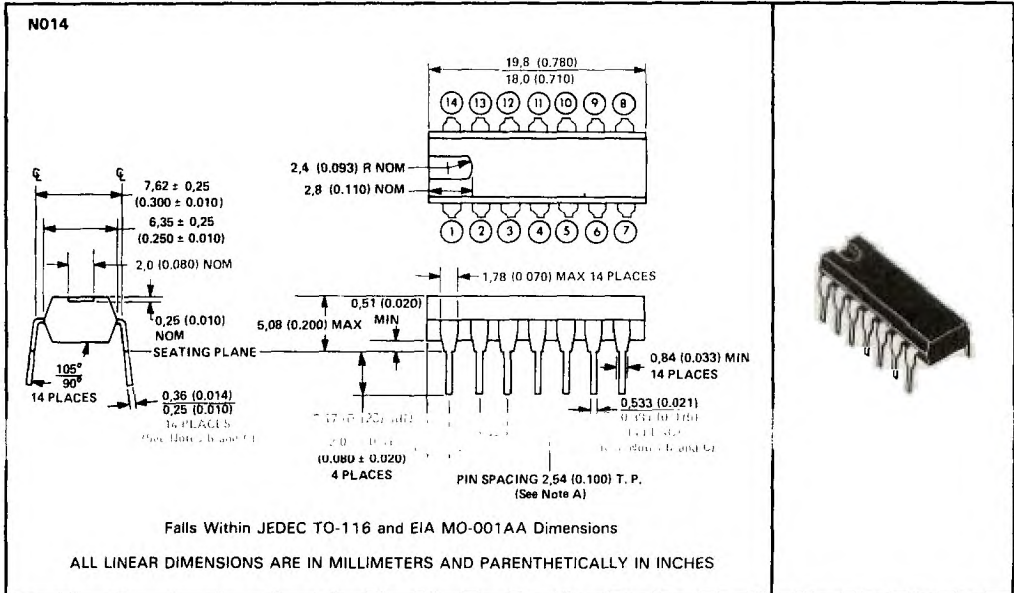 N014
19,8 (0.780)
18,0 (0.710)
14 13 12 11 10 9 8
2,4 (0.093) R NOM
2.8 (0.110) NOM
1 2 3 4 5 6 7
℄ ℄
7,62 ± 0,25
(0.300 ± 0.010)
6,35 ± 0,25
(0.250 ± 0.010)
2,0 (0.080) NOM
0,25 (0.010)
NOM
SEATING PLANE
105°
90°
14 PLACES
0,36 (0.014)
0,25 (0.010)
14 PLACES
(See Notes B and C)
1,78 (0.070) MAX 14 PLACES
0,51 (0.020)
MIN
5,08 (0.200) MAX
0,84 (0.033) MIN
14 PLACES
0,533 (0.021)
(0.080 ± 0.020)
4 PLACES
PIN SPACING 2,54 (0.100) T. P.
(See Note A)
Falls Within JEDEC TO-116 and EIA MO-001AA Dimensions
ALL LINEAR DIMENSIONS ARE IN MILLIMETERS AND PARENTHETICALLY IN INCHES